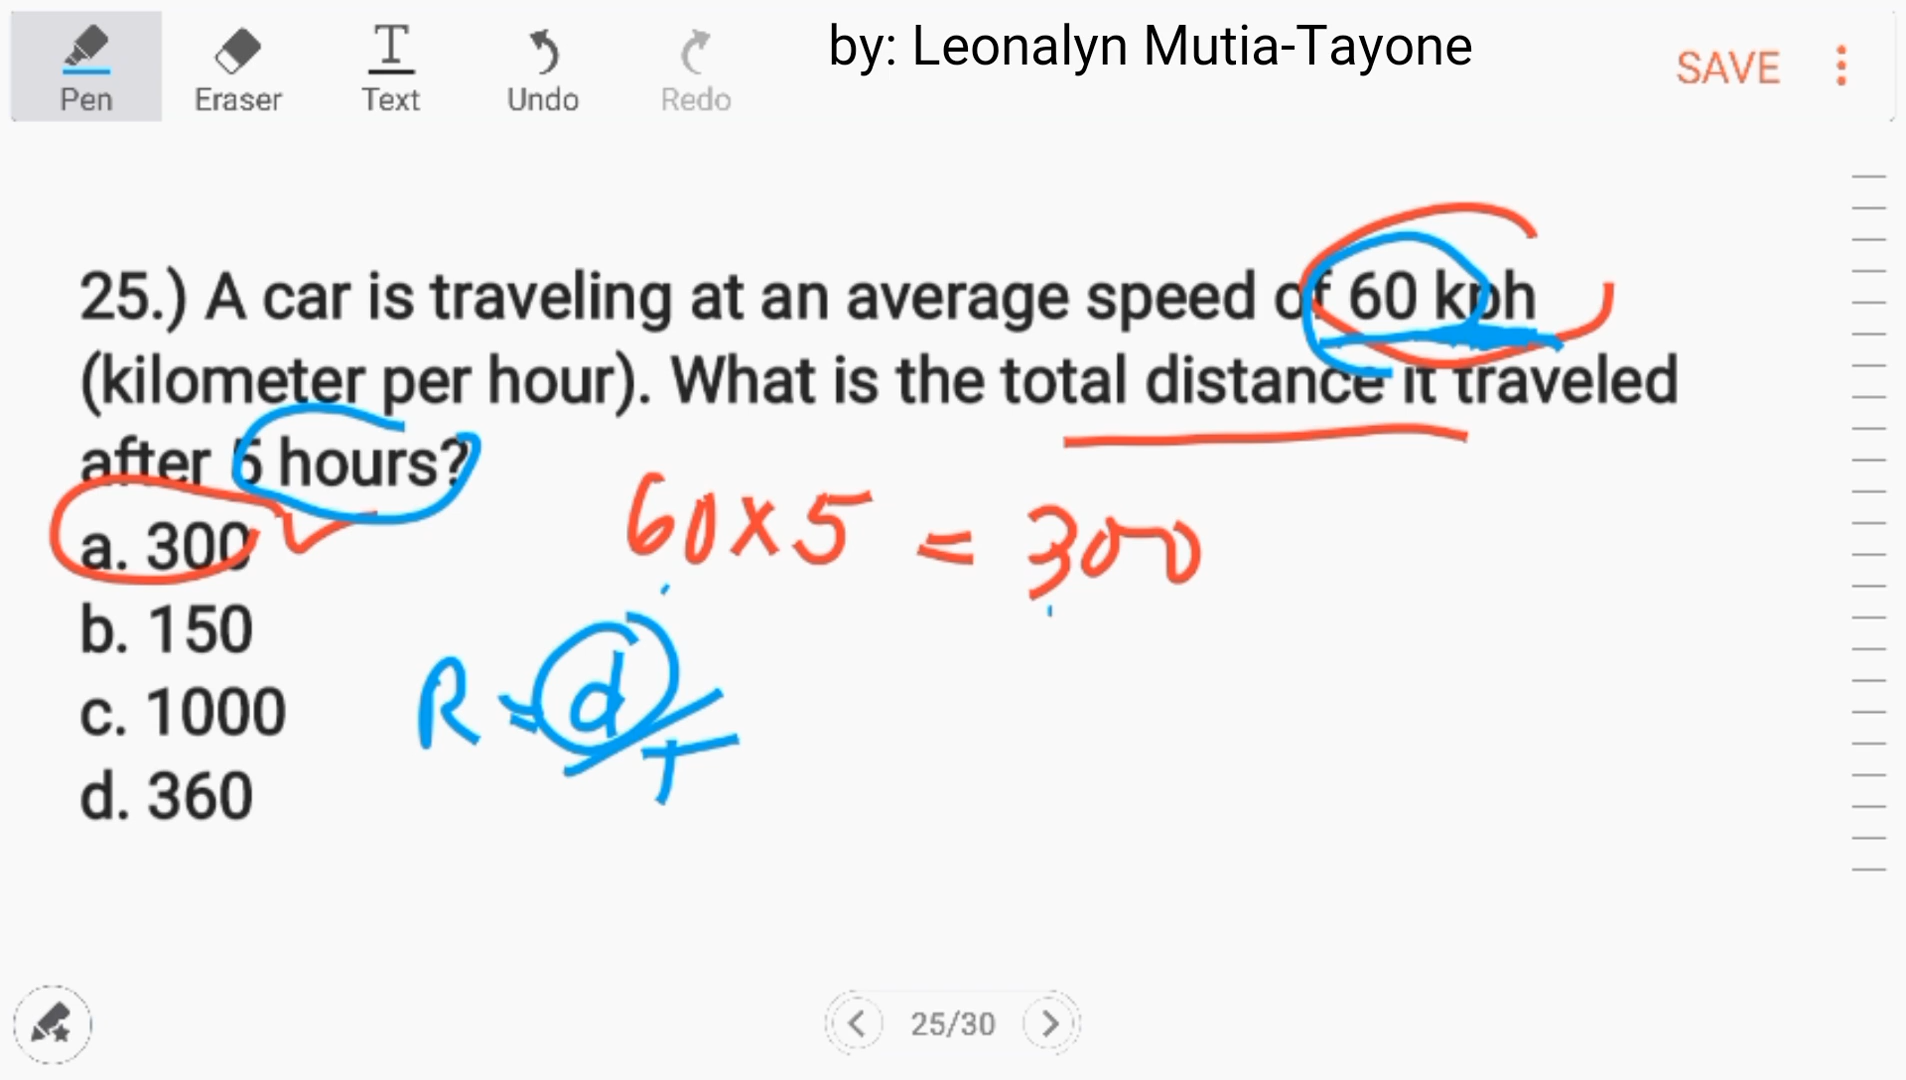 by: Leonalyn Mutia-Tayone
Pen Eraser Text Undo Redo SAVE
25.) A car is traveling at an average speed of 60 kph
(kilometer per hour). What is the total distance it traveled
after 5 hours?
a. 300
60 x 5 = 300
b. 150
c. 1000
R = d/T
d. 360
25/30